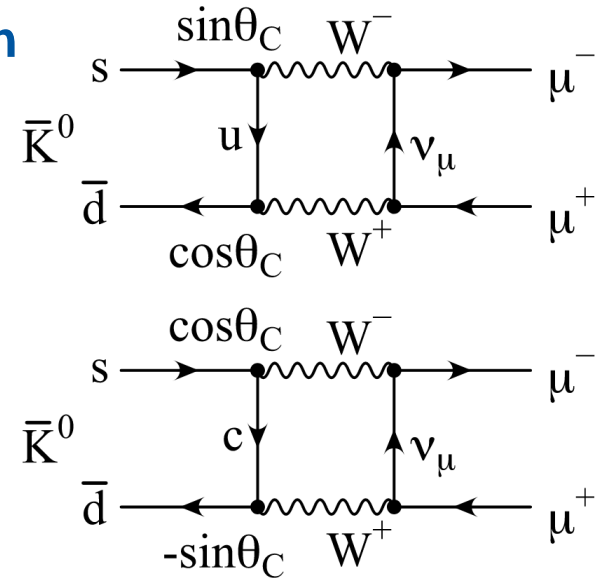 n
sinθC W⁻
s μ⁻
K̅⁰ u νμ
d̅ μ⁺
cosθC W⁺
cosθC W⁻
s μ⁻
K̅⁰ c νμ
d̅ μ⁺
-sinθC W⁺